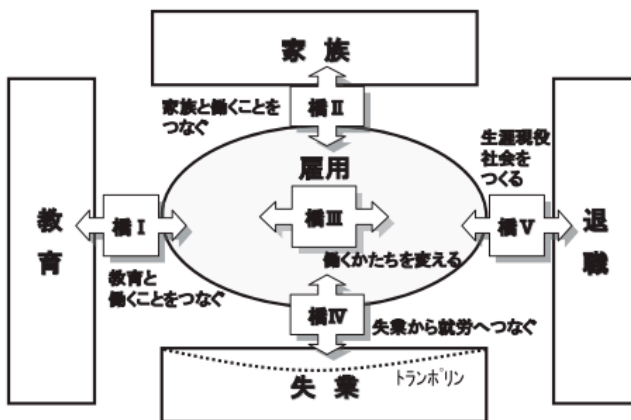 家族
家族と働くことを
つなぐ
橋Ⅱ
生涯現役
社会を
つくる
雇用
教育
橋Ⅰ
橋Ⅲ
橋Ⅴ
退職
教育と
働くことをつなぐ
働くかたちを変える
橋Ⅳ
失業から就労へつなぐ
失業
トランポリン